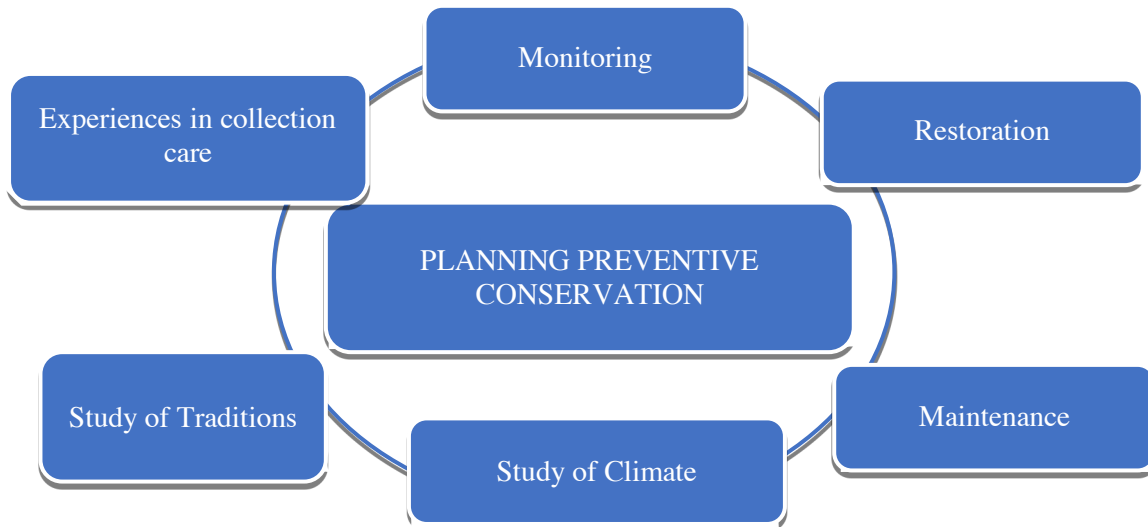 Monitoring
Experiences in collection
care
Restoration
PLANNING PREVENTIVE
CONSERVATION
Study of Traditions
Maintenance
Study of Climate